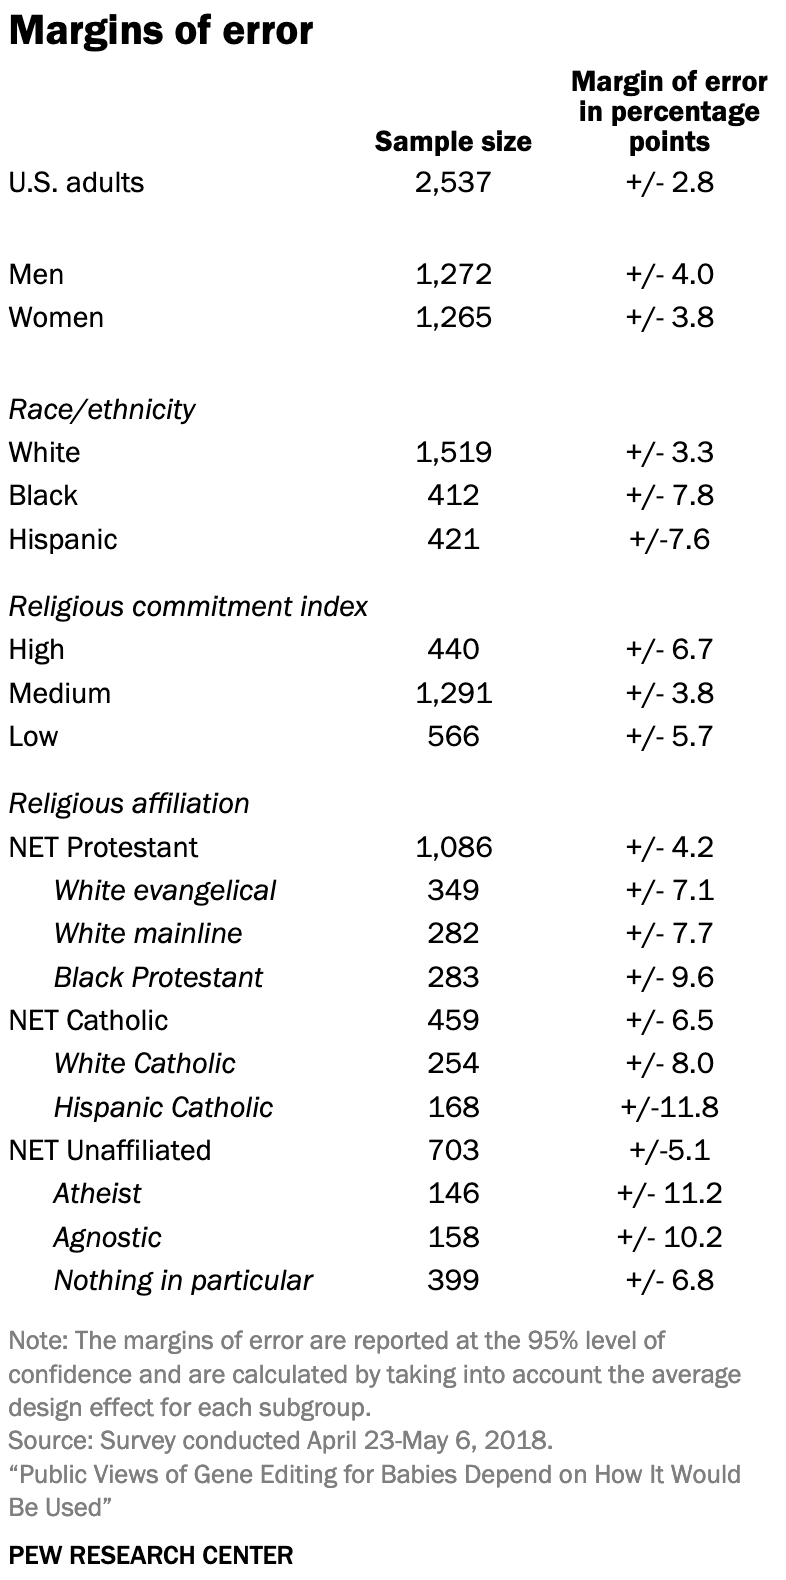 Margins of error
Margin of error
in percentage
Sample size points
U.S. adults 2,537 +/- 2.8
Men 1,272 +/- 4.0
Women 1,265 +/- 3.8
Race/ethnicity
White 1,519 +/- 3.3
Black 412 +/- 7.8
Hispanic 421 +/-7.6
Religious commitment index
High 440 +/- 6.7
Medium 1,291 +/- 3.8
Low 566 +/- 5.7
Religious affiliation
NET Protestant 1,086 +/- 4.2
White evangelical 349 +/- 7.1
White mainline 282 +/- 7.7
Black Protestant 283 +/- 9.6
NET Catholic 459 +/- 6.5
White Catholic 254 +/- 8.0
Hispanic Catholic 168 +/-11.8
NET Unaffiliated 703 +/-5.1
Atheist 146 +/- 11.2
Agnostic 158 +/- 10.2
Nothing in particular 399 +/- 6.8
Note: The margins of error are reported at the 95% level of
confidence and are calculated by taking into account the average
design effect for each subgroup.
Source: Survey conducted April 23-May 6, 2018.
“Public Views of Gene Editing for Babies Depend on How It Would
Be Used”
PEW RESEARCH CENTER